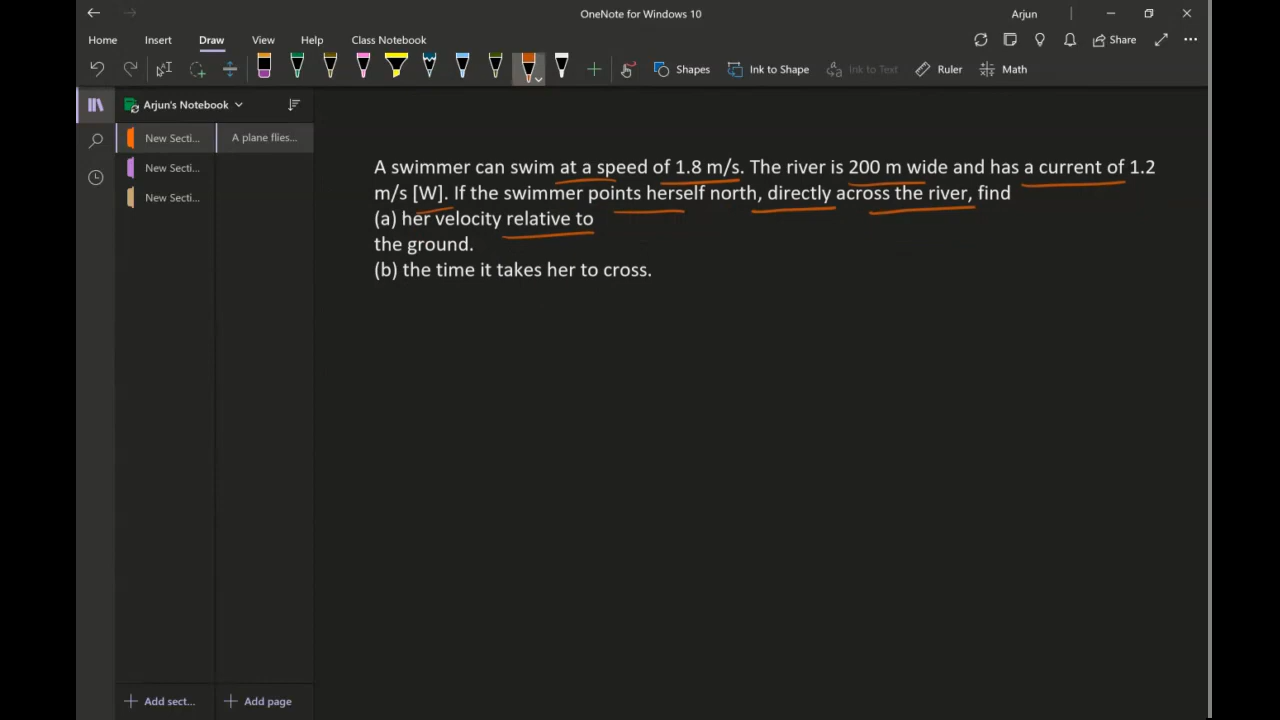 OneNote for Windows 10
Arjun
Home Insert Draw View Help Class Notebook
Share
Shapes Ink to Shape Ink to Text Ruler Math
Arjun's Notebook
New Secti... A plane flies...
New Secti...
New Secti...
A swimmer can swim at a speed of 1.8 m/s. The river is 200 m wide and has a current of 1.2
m/s [W]. If the swimmer points herself north, directly across the river, find
(a) her velocity relative to
the ground.
(b) the time it takes her to cross.
Add sect... Add page